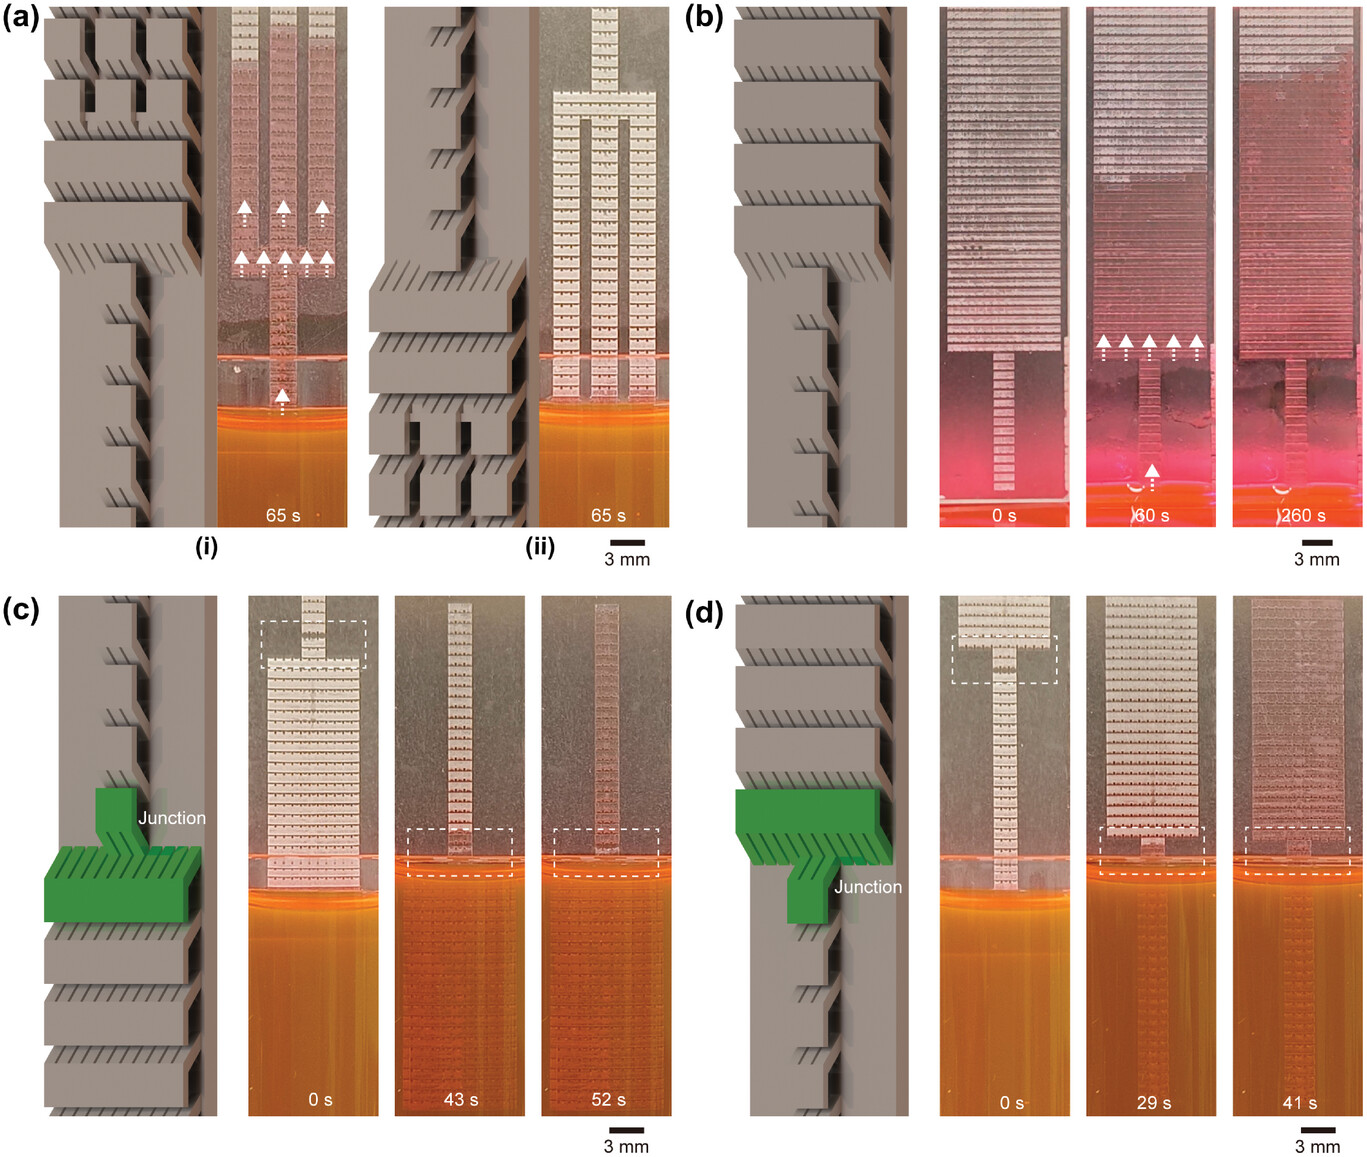 (a)
65 s
(i)
65 s
(ii)
3 mm
(b)
0 s
60 s
260 s
3 mm
(c)
Junction
0 s
43 s
52 s
3 mm
(d)
Junction
0 s
29 s
41 s
3 mm